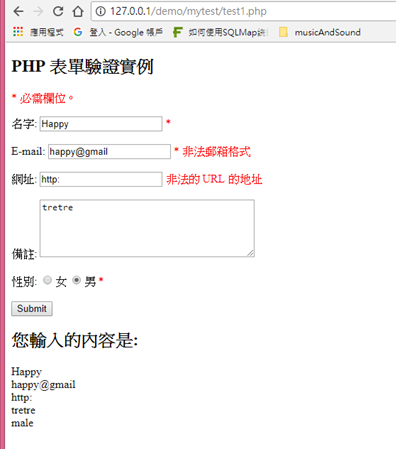 127.0.0.1/demo/mytest/test1.php
應用程式 登入 - Google 帳戶 如何使用SQLMap musicAndSound
PHP 表單驗證實例
* 必需欄位。
名字: Happy *
E-mail: happy@gmail * 非法郵箱格式
網址: http: 非法的 URL 的地址
tretre
備註:
性別: 女 男 *
Submit
您輸入的內容是:
Happy
happy@gmail
http:
tretre
male